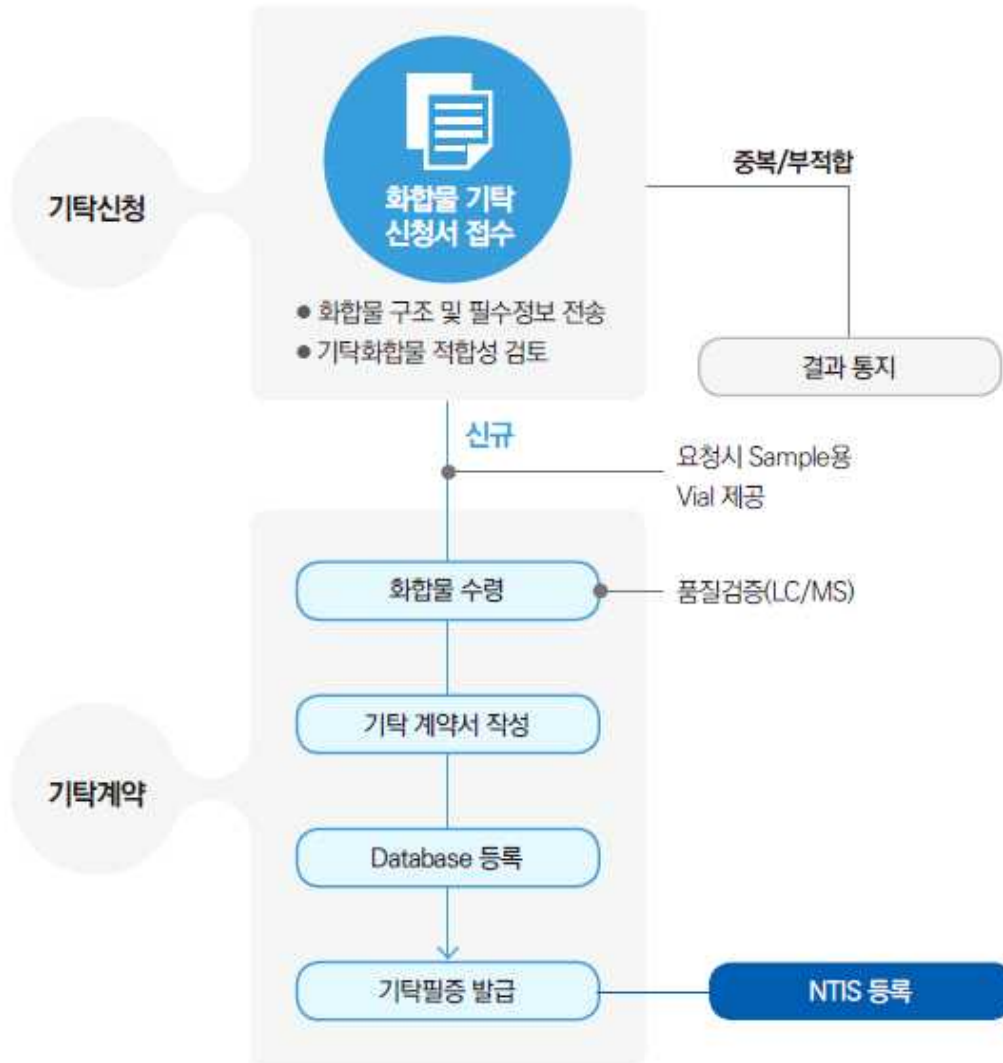 기탁신청
화합물 기탁
신청서 접수
● 화합물 구조 및 필수정보 전송
● 기탁화합물 적합성 검토
중복/부적합
결과 통지
신규
요청시 Sample용
Vial 제공
기탁계약
화합물 수령
품질검증(LC/MS)
기탁 계약서 작성
Database 등록
기탁필증 발급
NTIS 등록